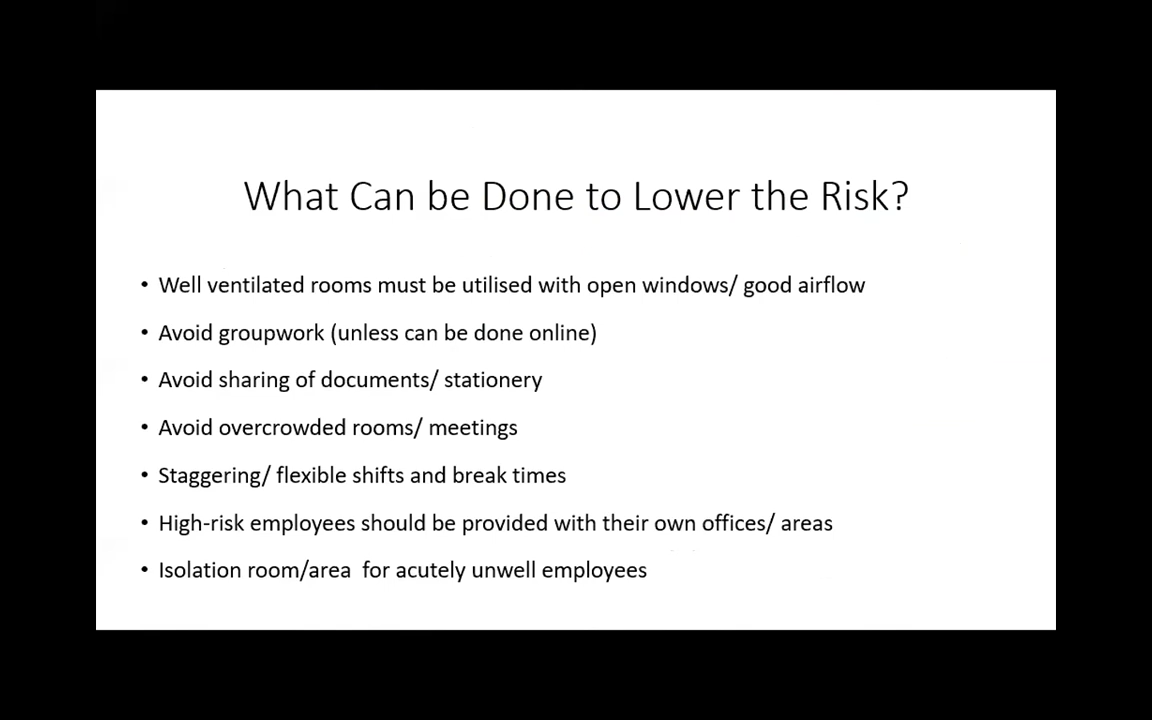 What Can be Done to Lower the Risk?
• Well ventilated rooms must be utilised with open windows/ good airflow
• Avoid groupwork (unless can be done online)
• Avoid sharing of documents/ stationery
• Avoid overcrowded rooms/ meetings
• Staggering/ flexible shifts and break times
• High-risk employees should be provided with their own offices/ areas
• Isolation room/area  for acutely unwell employees